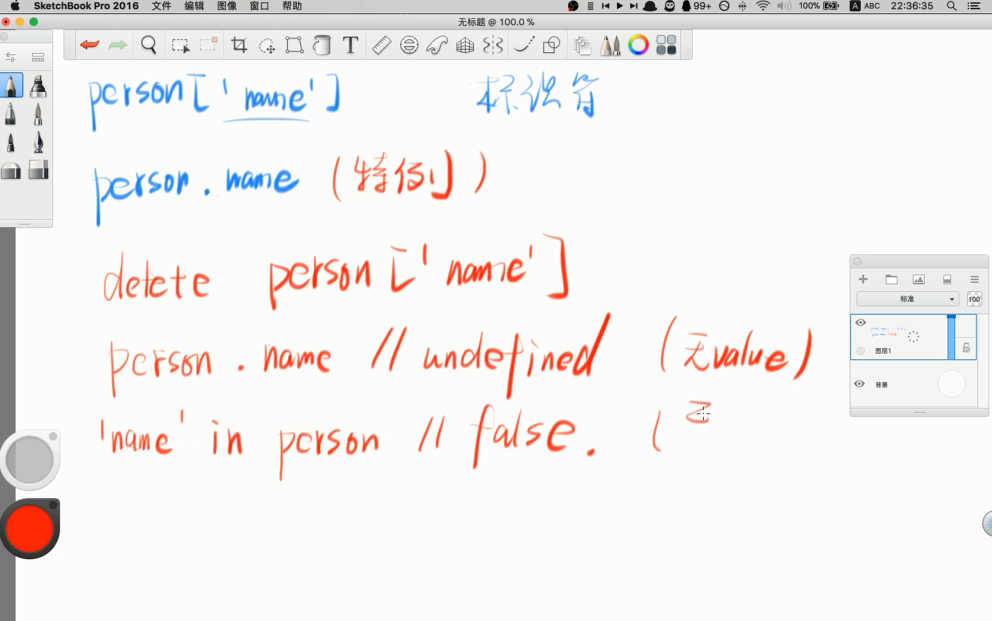 SketchBook Pro 2016 文件 编辑 图像 窗口 帮助 99+ 100% A ABC 22:36:35
无标题 @ 100.0 %
T
person['name'] 标识符
person.name (特例)
delete person['name']
标准 100
person.name // undefined (无value)
图层1
背景
'name' in person // false. (